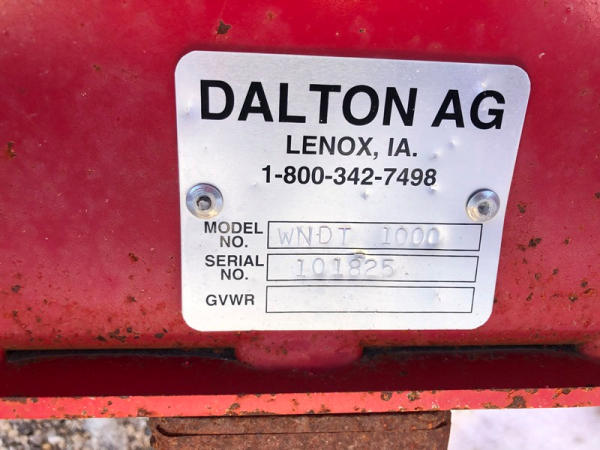 DALTON AG
LENOX, IA.
1-800-342-7498
MODEL NO. WNDT 1000
SERIAL NO. 101825
GVWR